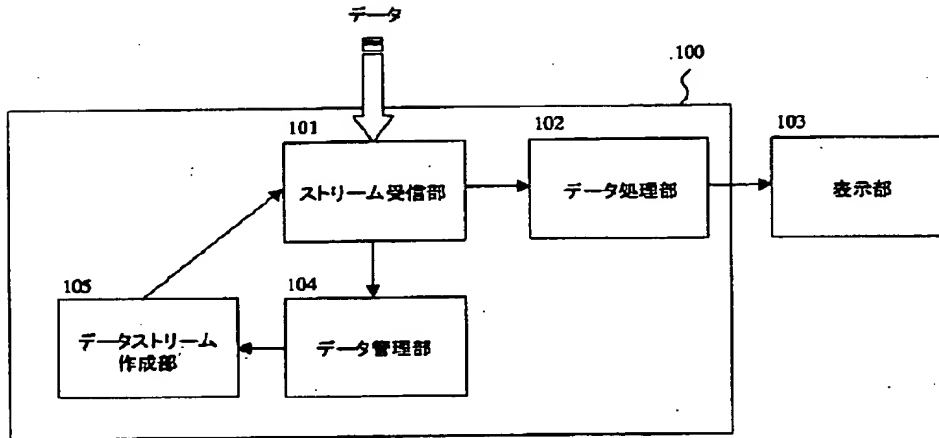 データ
100
101
ストリーム受信部
102
データ処理部
103
表示部
105
データストリーム
作成部
104
データ管理部